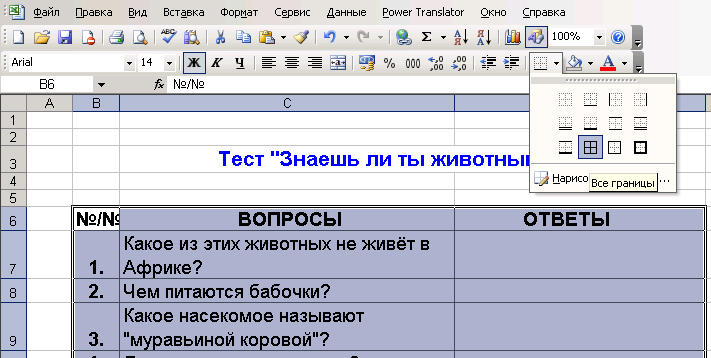 Файл Правка Вид Вставка Формат Сервис Данные Power Translator Окно Справка
100%
Arial 14 Ж К Ч % 000
B6 fx №/№
A B C
1
2
3 Тест "Знаешь ли ты животны
4
5
6 №/№ ВОПРОСЫ ОТВЕТЫ
Какое из этих животных не живёт в
7 1. Африке?
8 2. Чем питаются бабочки?
Какое насекомое называют
9 3. "муравьиной коровой"?
Нарисо ...
Все границы